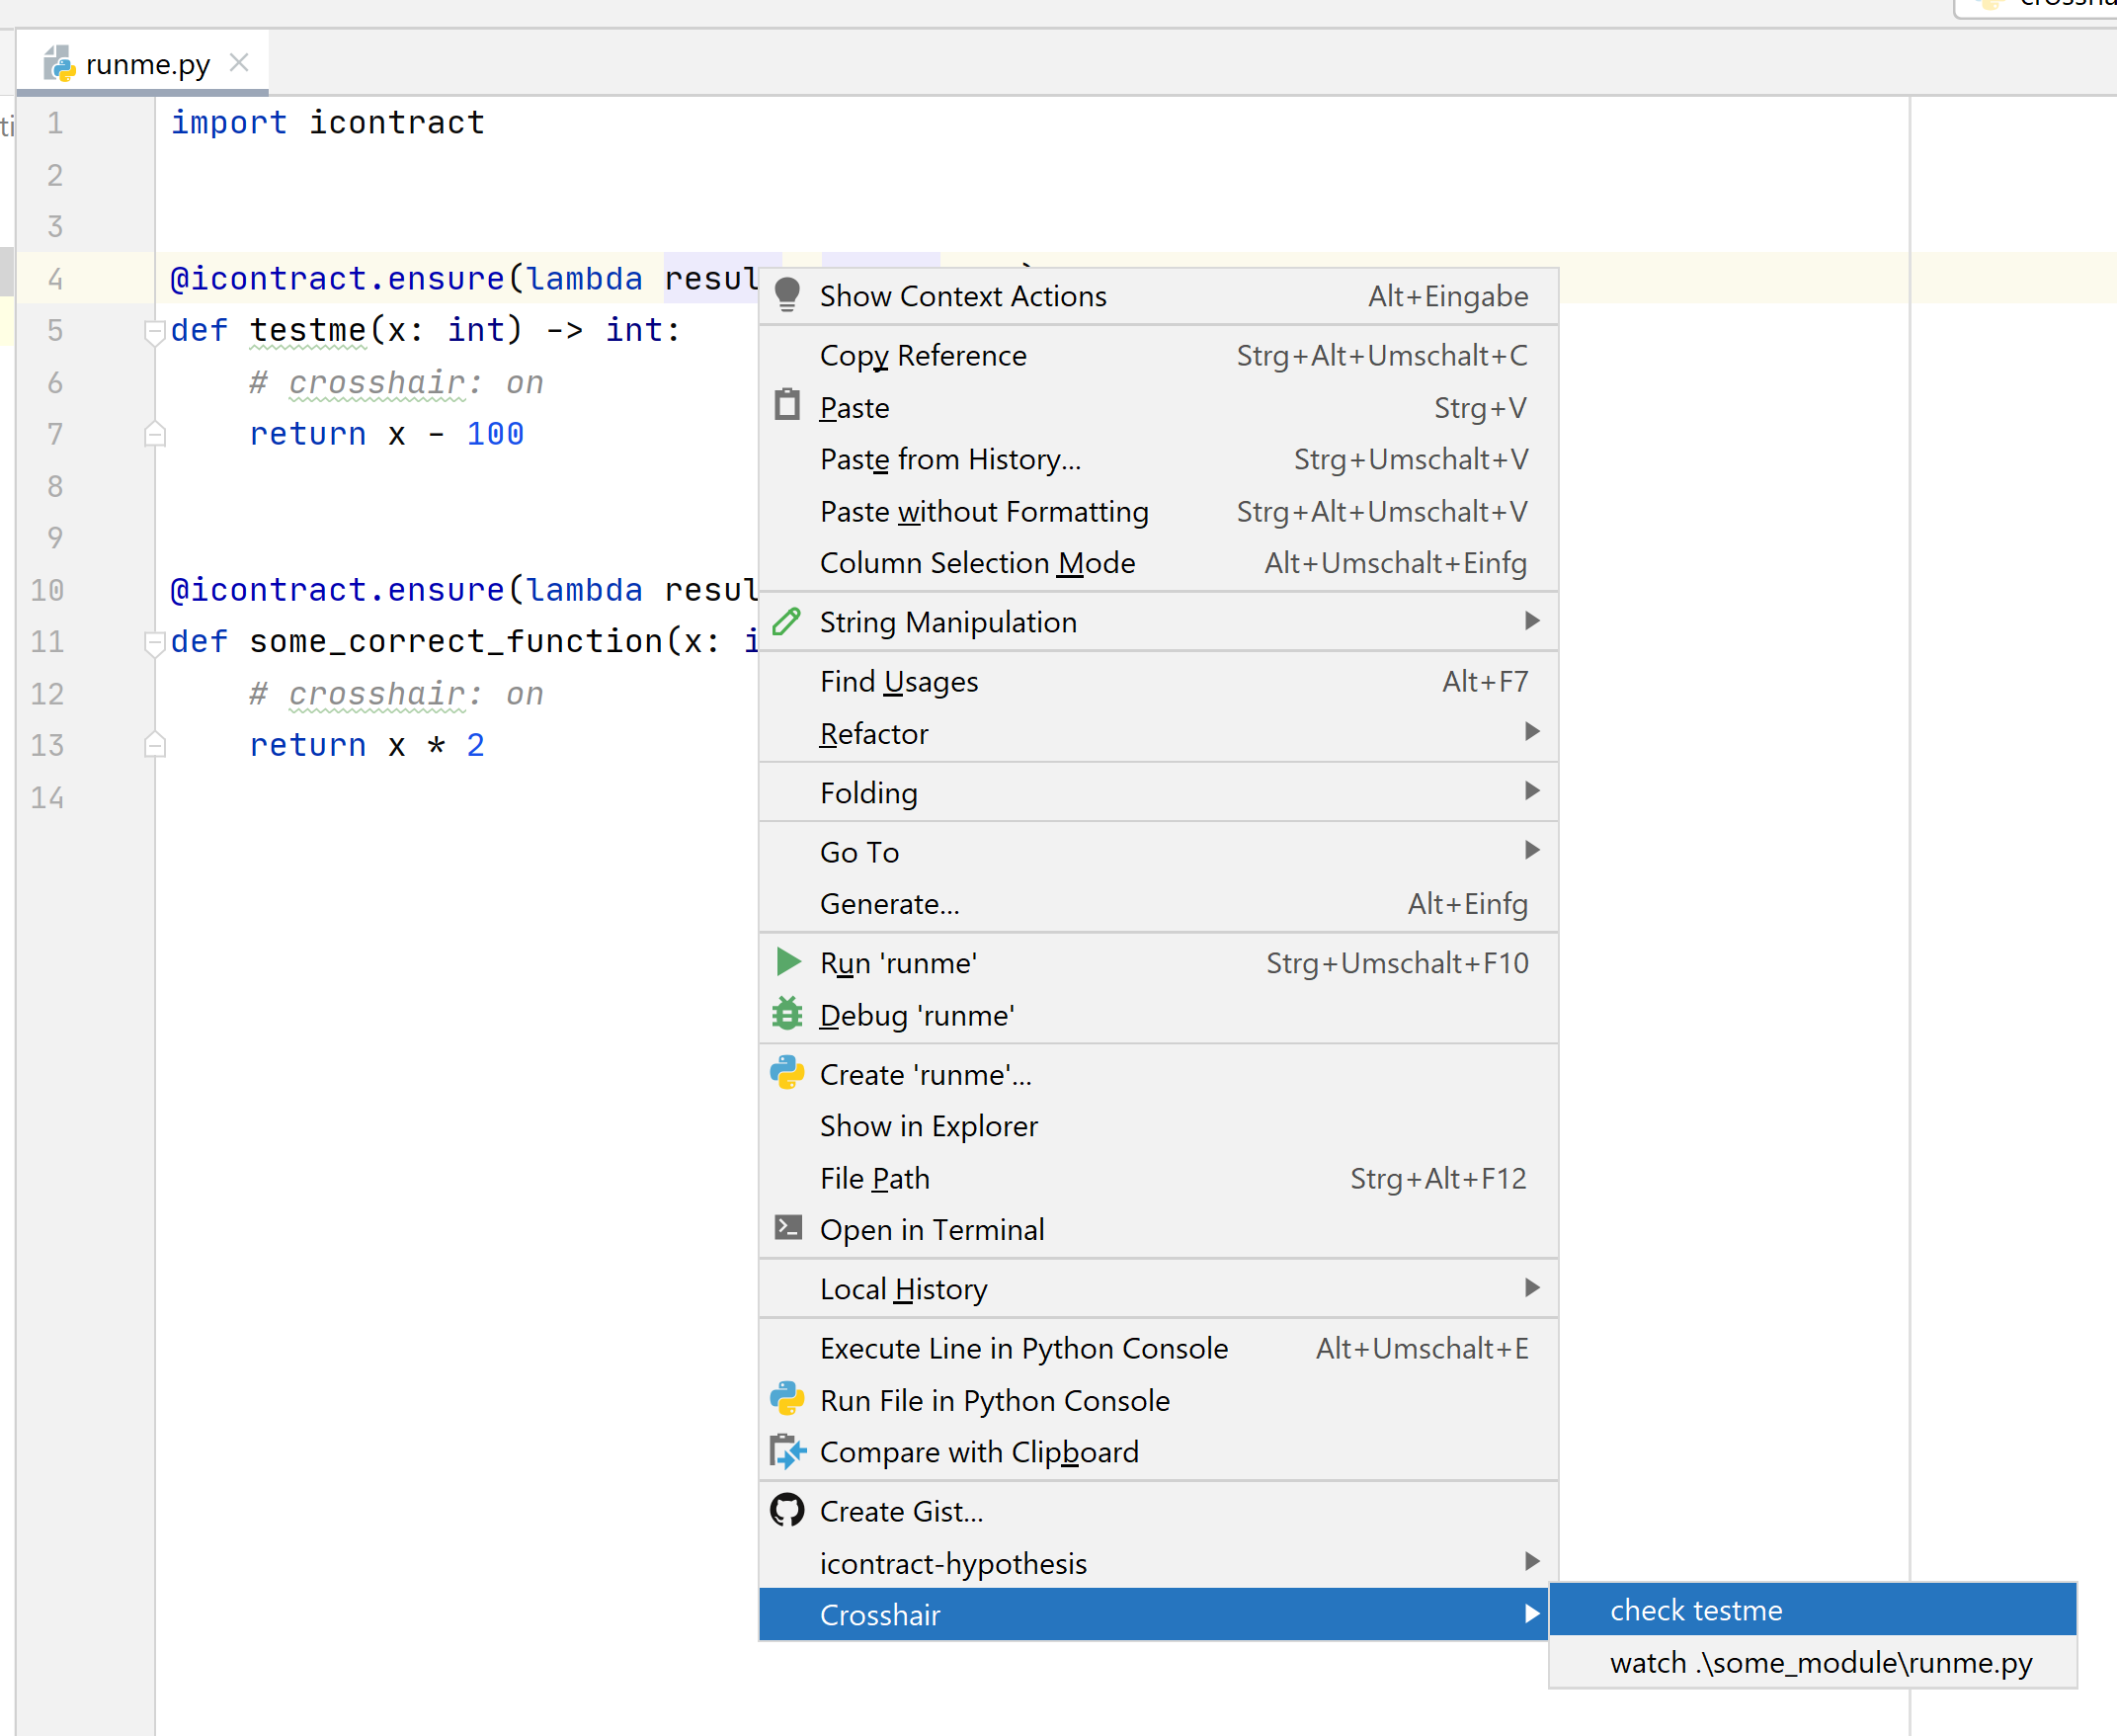 runme.py
1 import icontract
2
3
4 @icontract.ensure(lambda resul
5 def testme(x: int) -> int:
6 # crosshair: on
7 return x - 100
8
9
10 @icontract.ensure(lambda resul
11 def some_correct_function(x: i
12 # crosshair: on
13 return x * 2
14
Show Context Actions Alt+Eingabe
Copy Reference Strg+Alt+Umschalt+C
Paste Strg+V
Paste from History... Strg+Umschalt+V
Paste without Formatting Strg+Alt+Umschalt+V
Column Selection Mode Alt+Umschalt+Einfg
String Manipulation
Find Usages Alt+F7
Refactor
Folding
Go To
Generate... Alt+Einfg
Run 'runme' Strg+Umschalt+F10
Debug 'runme'
Create 'runme'...
Show in Explorer
File Path Strg+Alt+F12
Open in Terminal
Local History
Execute Line in Python Console Alt+Umschalt+E
Run File in Python Console
Compare with Clipboard
Create Gist...
icontract-hypothesis
Crosshair
check testme
watch .\some_module\runme.py